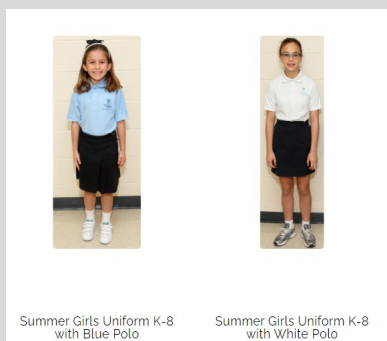 Summer Girls Uniform K-8
with Blue Polo
Summer Girls Uniform K-8
with White Polo